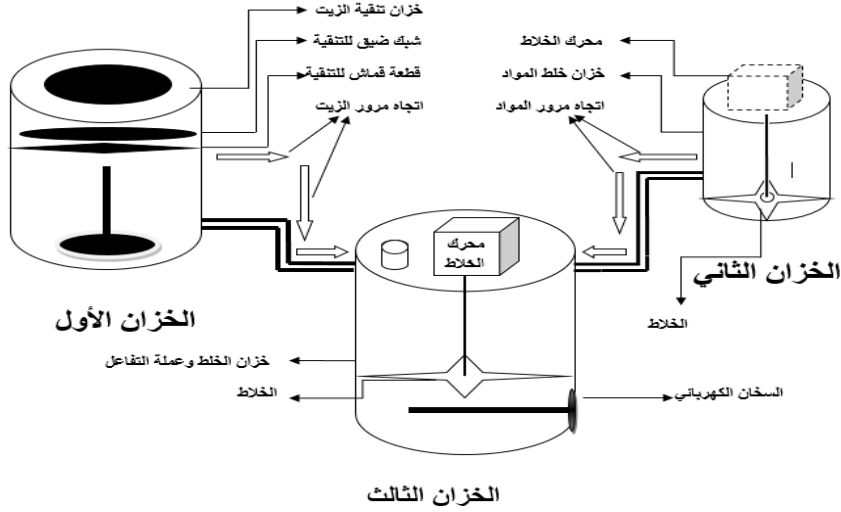 خزان تنقية الزيت
شبك ضيق للتنقية
قطعة قماش للتنقية
اتجاه مرور الزيت
محرك الخلاط
خزان خلط المواد
اتجاه مرور المواد
محرك
الخلاط
الخزان الثاني
الخلاط
الخزان الأول
خزان الخلط وعملة التفاعل
الخلاط
السخان الكهربائي
الخزان الثالث